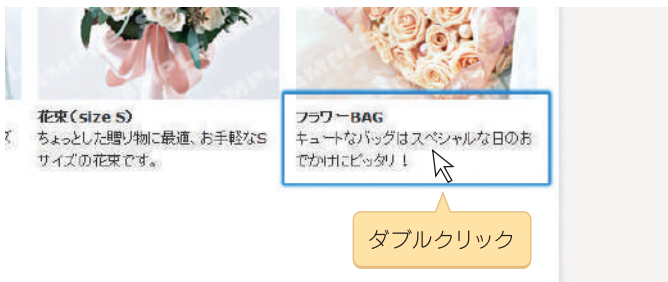 花束(size S)
ちょっとした贈り物に最適、お手軽なS
サイズの花束です。
フラワーBAG
キュートなバッグはスペシャルな日のお
でかけにピッタリ！
ダブルクリック